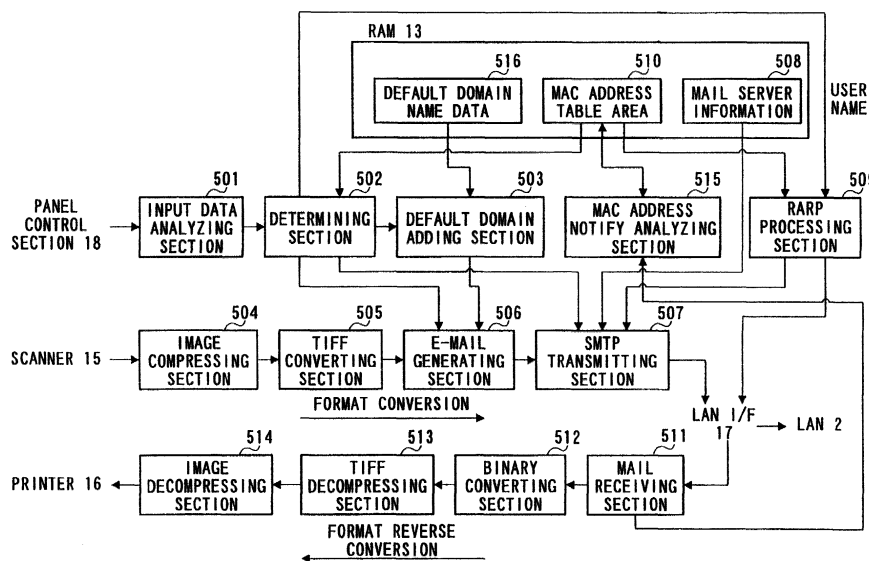 RAM 13
516
510
508
DEFAULT DOMAIN
NAME DATA
MAC ADDRESS
TABLE AREA
MAIL SERVER
INFORMATION
USER
NAME
501
502
503
515
509
PANEL
CONTROL
SECTION 18
INPUT DATA
ANALYZING
SECTION
DETERMINING
SECTION
DEFAULT DOMAIN
ADDING SECTION
MAC ADDRESS
NOTIFY ANALYZING
SECTION
RARP
PROCESSING
SECTION
504
505
506
507
SCANNER 15
IMAGE
COMPRESSING
SECTION
TIFF
CONVERTING
SECTION
E-MAIL
GENERATING
SECTION
SMTP
TRANSMITTING
SECTION
FORMAT CONVERSION
LAN I/F
17
LAN 2
514
513
512
511
PRINTER 16
IMAGE
DECOMPRESSING
SECTION
TIFF
DECOMPRESSING
SECTION
BINARY
CONVERTING
SECTION
MAIL
RECEIVING
SECTION
FORMAT REVERSE
CONVERSION